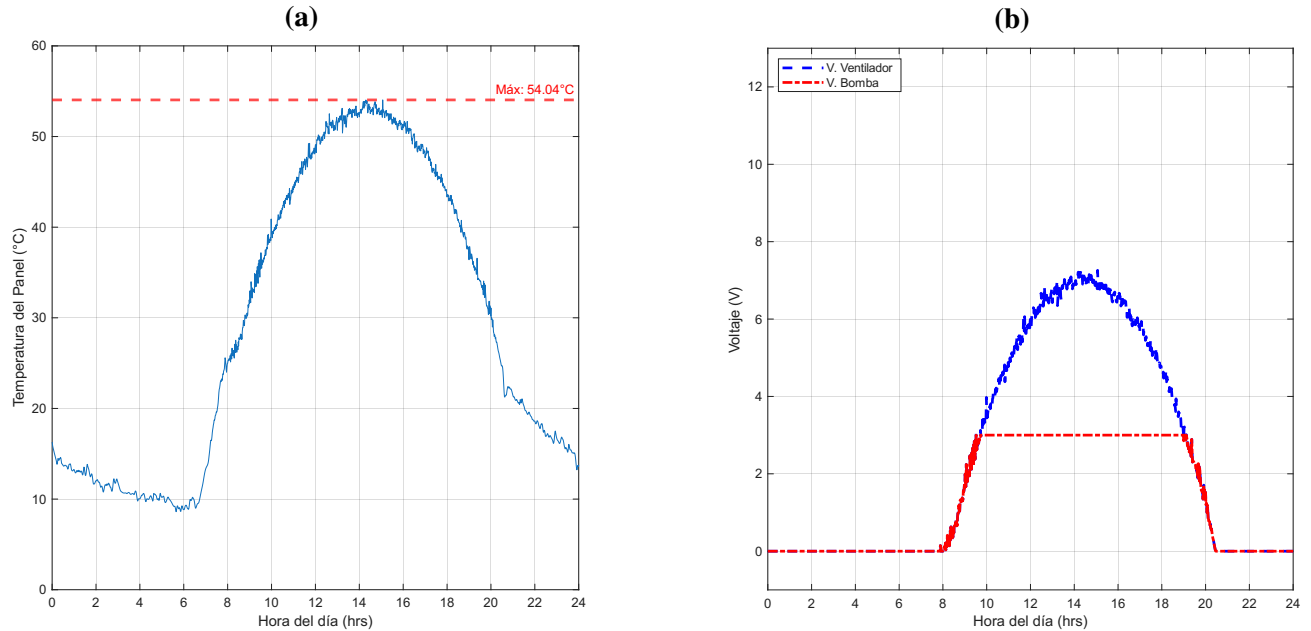 (a)
60
50
40
30
20
10
0
Temperatura del Panel (°C)
Máx: 54.04°C
0 2 4 6 8 10 12 14 16 18 20 22 24
Hora del día (hrs)
(b)
V. Ventilador
V. Bomba
12
10
8
6
4
2
0
Voltaje (V)
0 2 4 6 8 10 12 14 16 18 20 22 24
Hora del día (hrs)